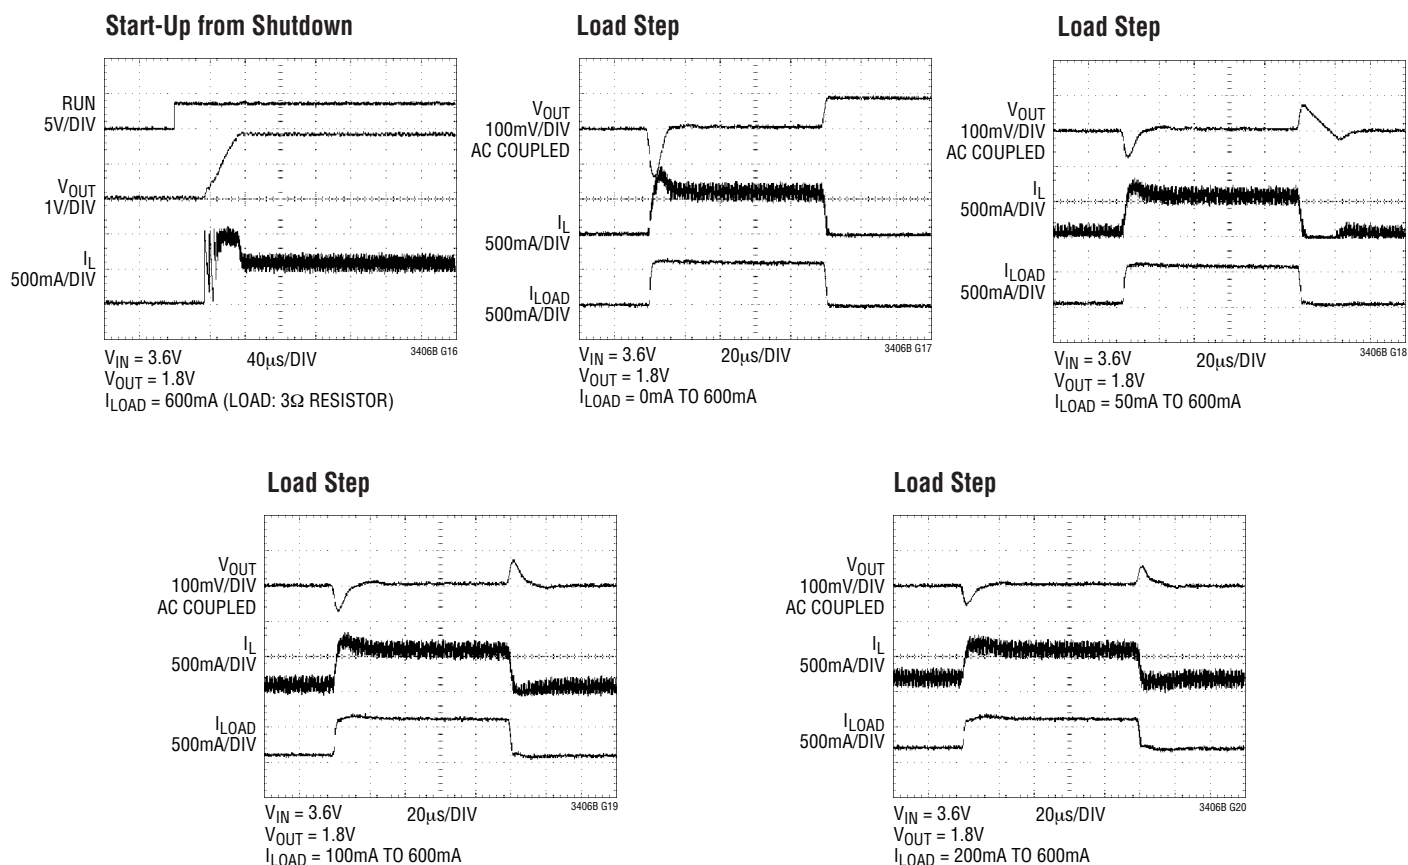 Start-Up from Shutdown
RUN
5V/DIV
VOUT
1V/DIV
IL
500mA/DIV
3406B G16
VIN = 3.6V
40µs/DIV
VOUT = 1.8V
ILOAD = 600mA (LOAD: 3Ω RESISTOR)
Load Step
VOUT
100mV/DIV
AC COUPLED
IL
500mA/DIV
ILOAD
500mA/DIV
3406B G17
VIN = 3.6V
20µs/DIV
VOUT = 1.8V
ILOAD = 0mA TO 600mA
Load Step
VOUT
100mV/DIV
AC COUPLED
IL
500mA/DIV
ILOAD
500mA/DIV
3406B G18
VIN = 3.6V
20µs/DIV
VOUT = 1.8V
ILOAD = 50mA TO 600mA
Load Step
VOUT
100mV/DIV
AC COUPLED
IL
500mA/DIV
ILOAD
500mA/DIV
3406B G19
VIN = 3.6V
20µs/DIV
VOUT = 1.8V
ILOAD = 100mA TO 600mA
Load Step
VOUT
100mV/DIV
AC COUPLED
IL
500mA/DIV
ILOAD
500mA/DIV
3406B G20
VIN = 3.6V
20µs/DIV
VOUT = 1.8V
ILOAD = 200mA TO 600mA